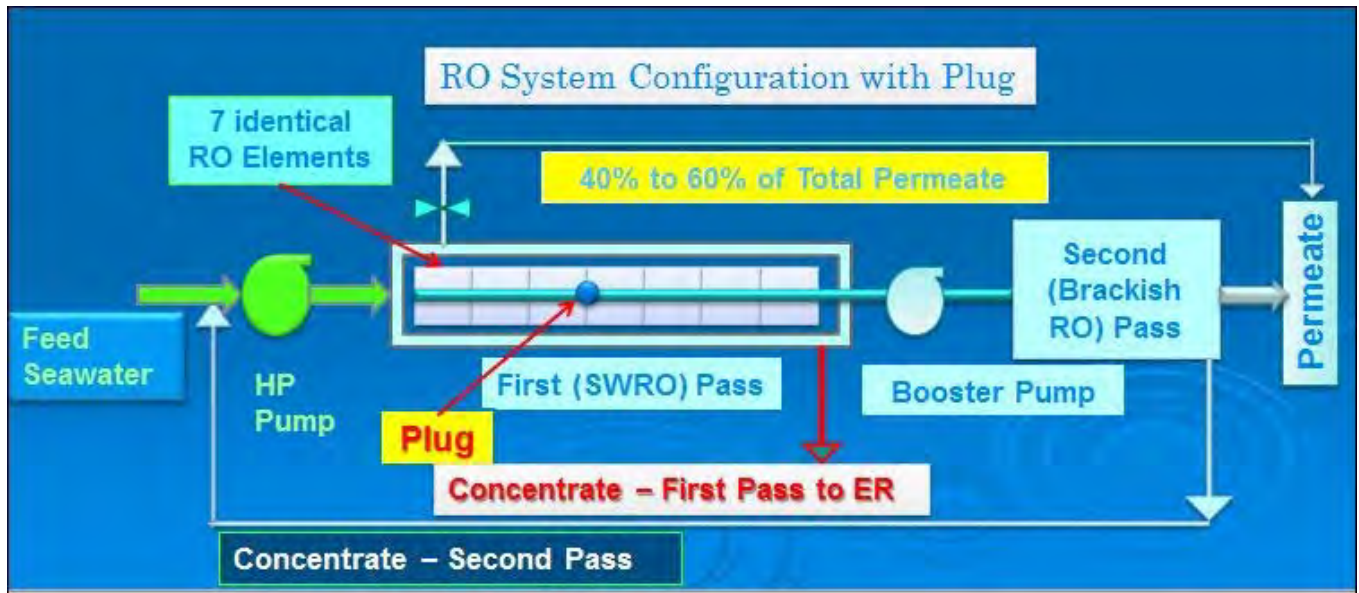 RO System Configuration with Plug
7 identical
RO Elements
40% to 60% of Total Permeate
Second
(Brackish
RO) Pass
Permeate
Feed
Seawater
HP
Pump
First (SWRO) Pass
Booster Pump
Plug
Concentrate – First Pass to ER
Concentrate – Second Pass